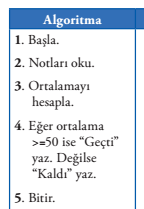 Algoritma
1. Başla.
2. Notları oku.
3. Ortalamayı
hesapla.
4. Eğer ortalama
>=50 ise “Geçti”
yaz. Değilse
“Kaldı” yaz.
5. Bitir.